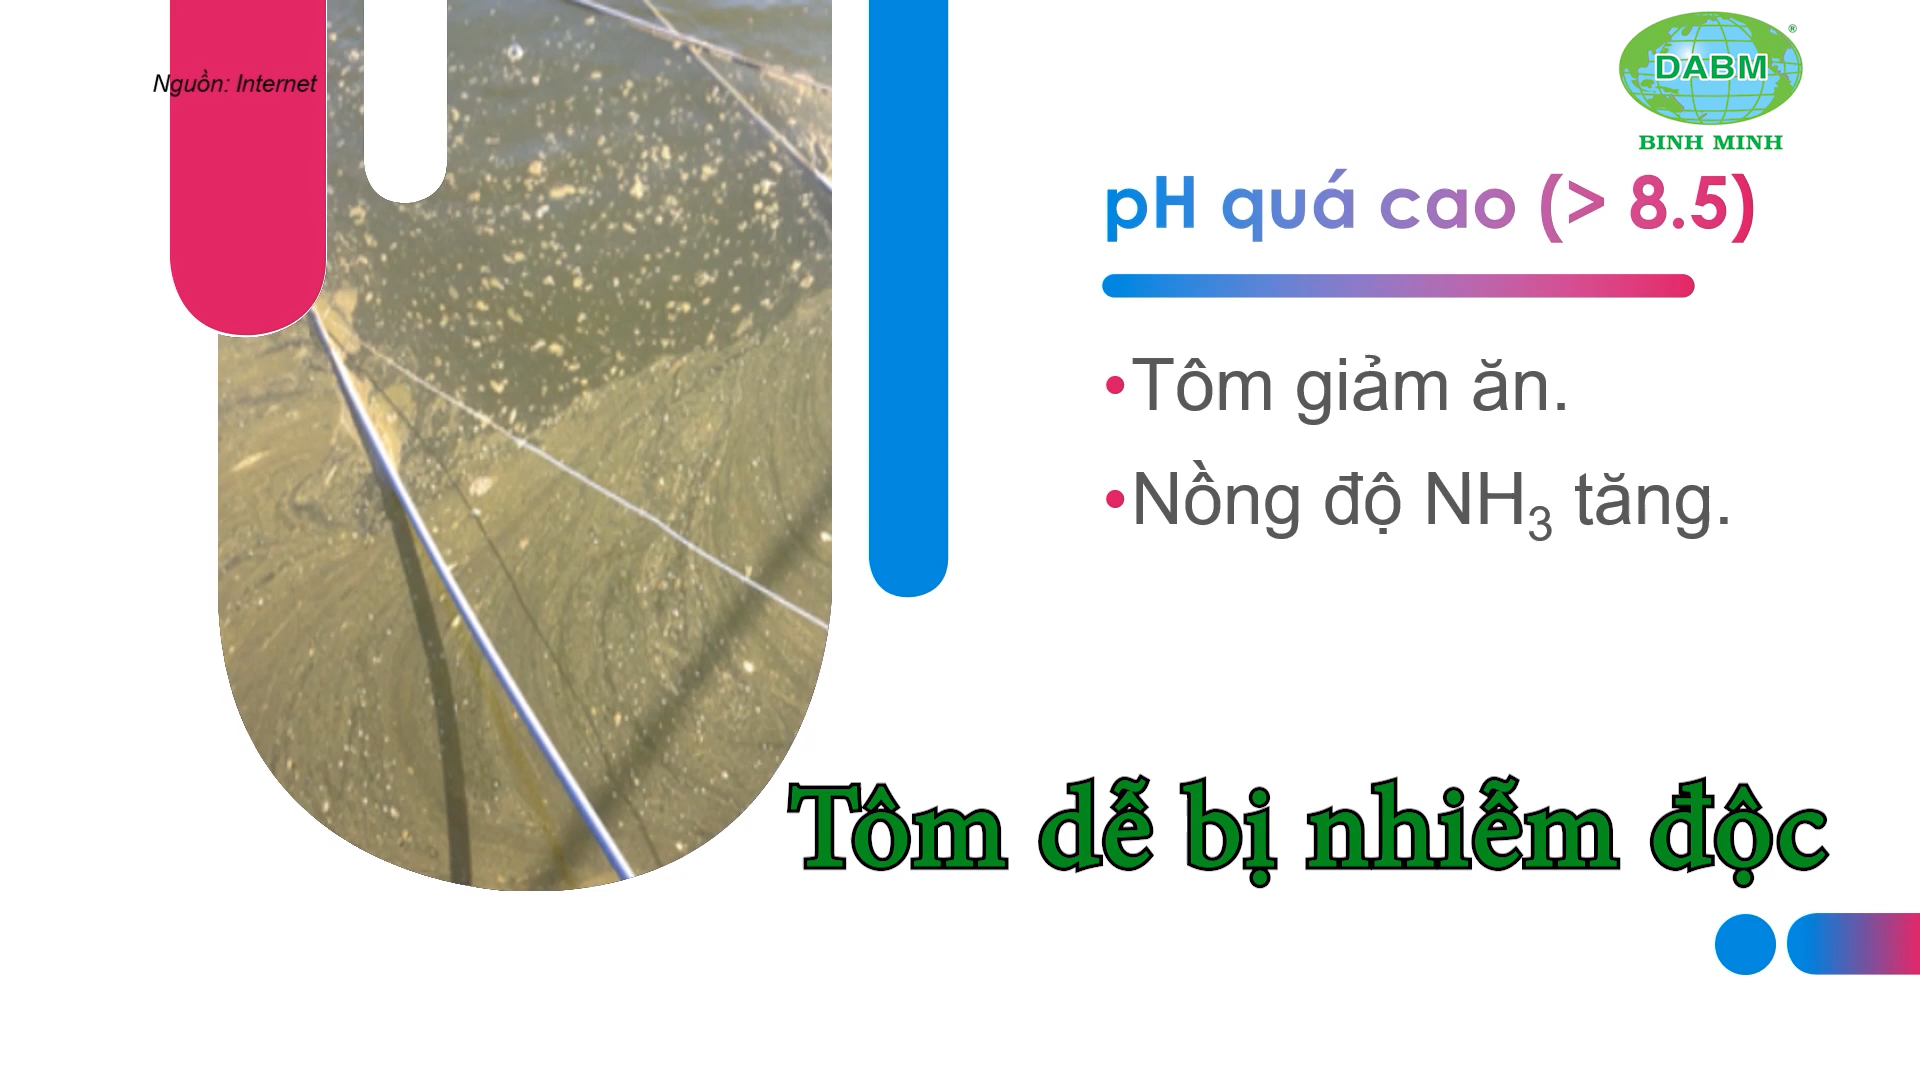 Nguồn: Internet
DABM
®
BINH MINH
pH quá cao (> 8.5)
•Tôm giảm ăn.
•Nồng độ NH₃ tăng.
Tôm dễ bị nhiễm độc